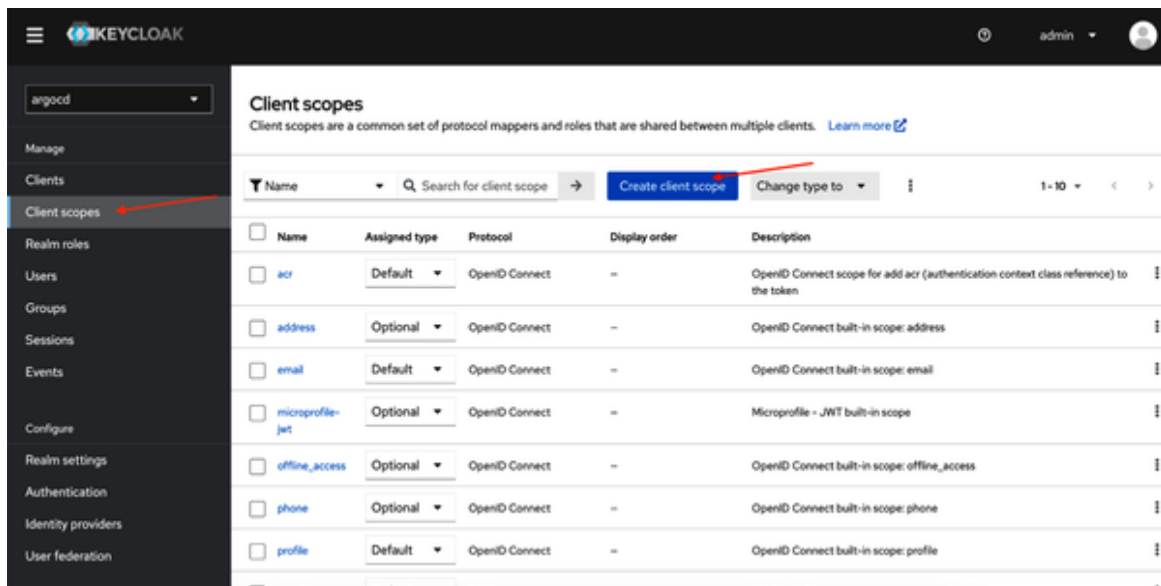 KEYCLOAK
admin
argocd
Manage
Clients
Client scopes
Realm roles
Users
Groups
Sessions
Events
Configure
Realm settings
Authentication
Identity providers
User federation
Client scopes
Client scopes are a common set of protocol mappers and roles that are shared between multiple clients. Learn more
Name Search for client scope Create client scope Change type to 1-10
Name Assigned type Protocol Display order Description
acr Default OpenID Connect – OpenID Connect scope for add acr (authentication context class reference) to
the token
address Optional OpenID Connect – OpenID Connect built-in scope: address
email Default OpenID Connect – OpenID Connect built-in scope: email
microprofile- Optional OpenID Connect – Microprofile - JWT built-in scope
jwt
offline_access Optional OpenID Connect – OpenID Connect built-in scope: offline_access
phone Optional OpenID Connect – OpenID Connect built-in scope: phone
profile Default OpenID Connect – OpenID Connect built-in scope: profile